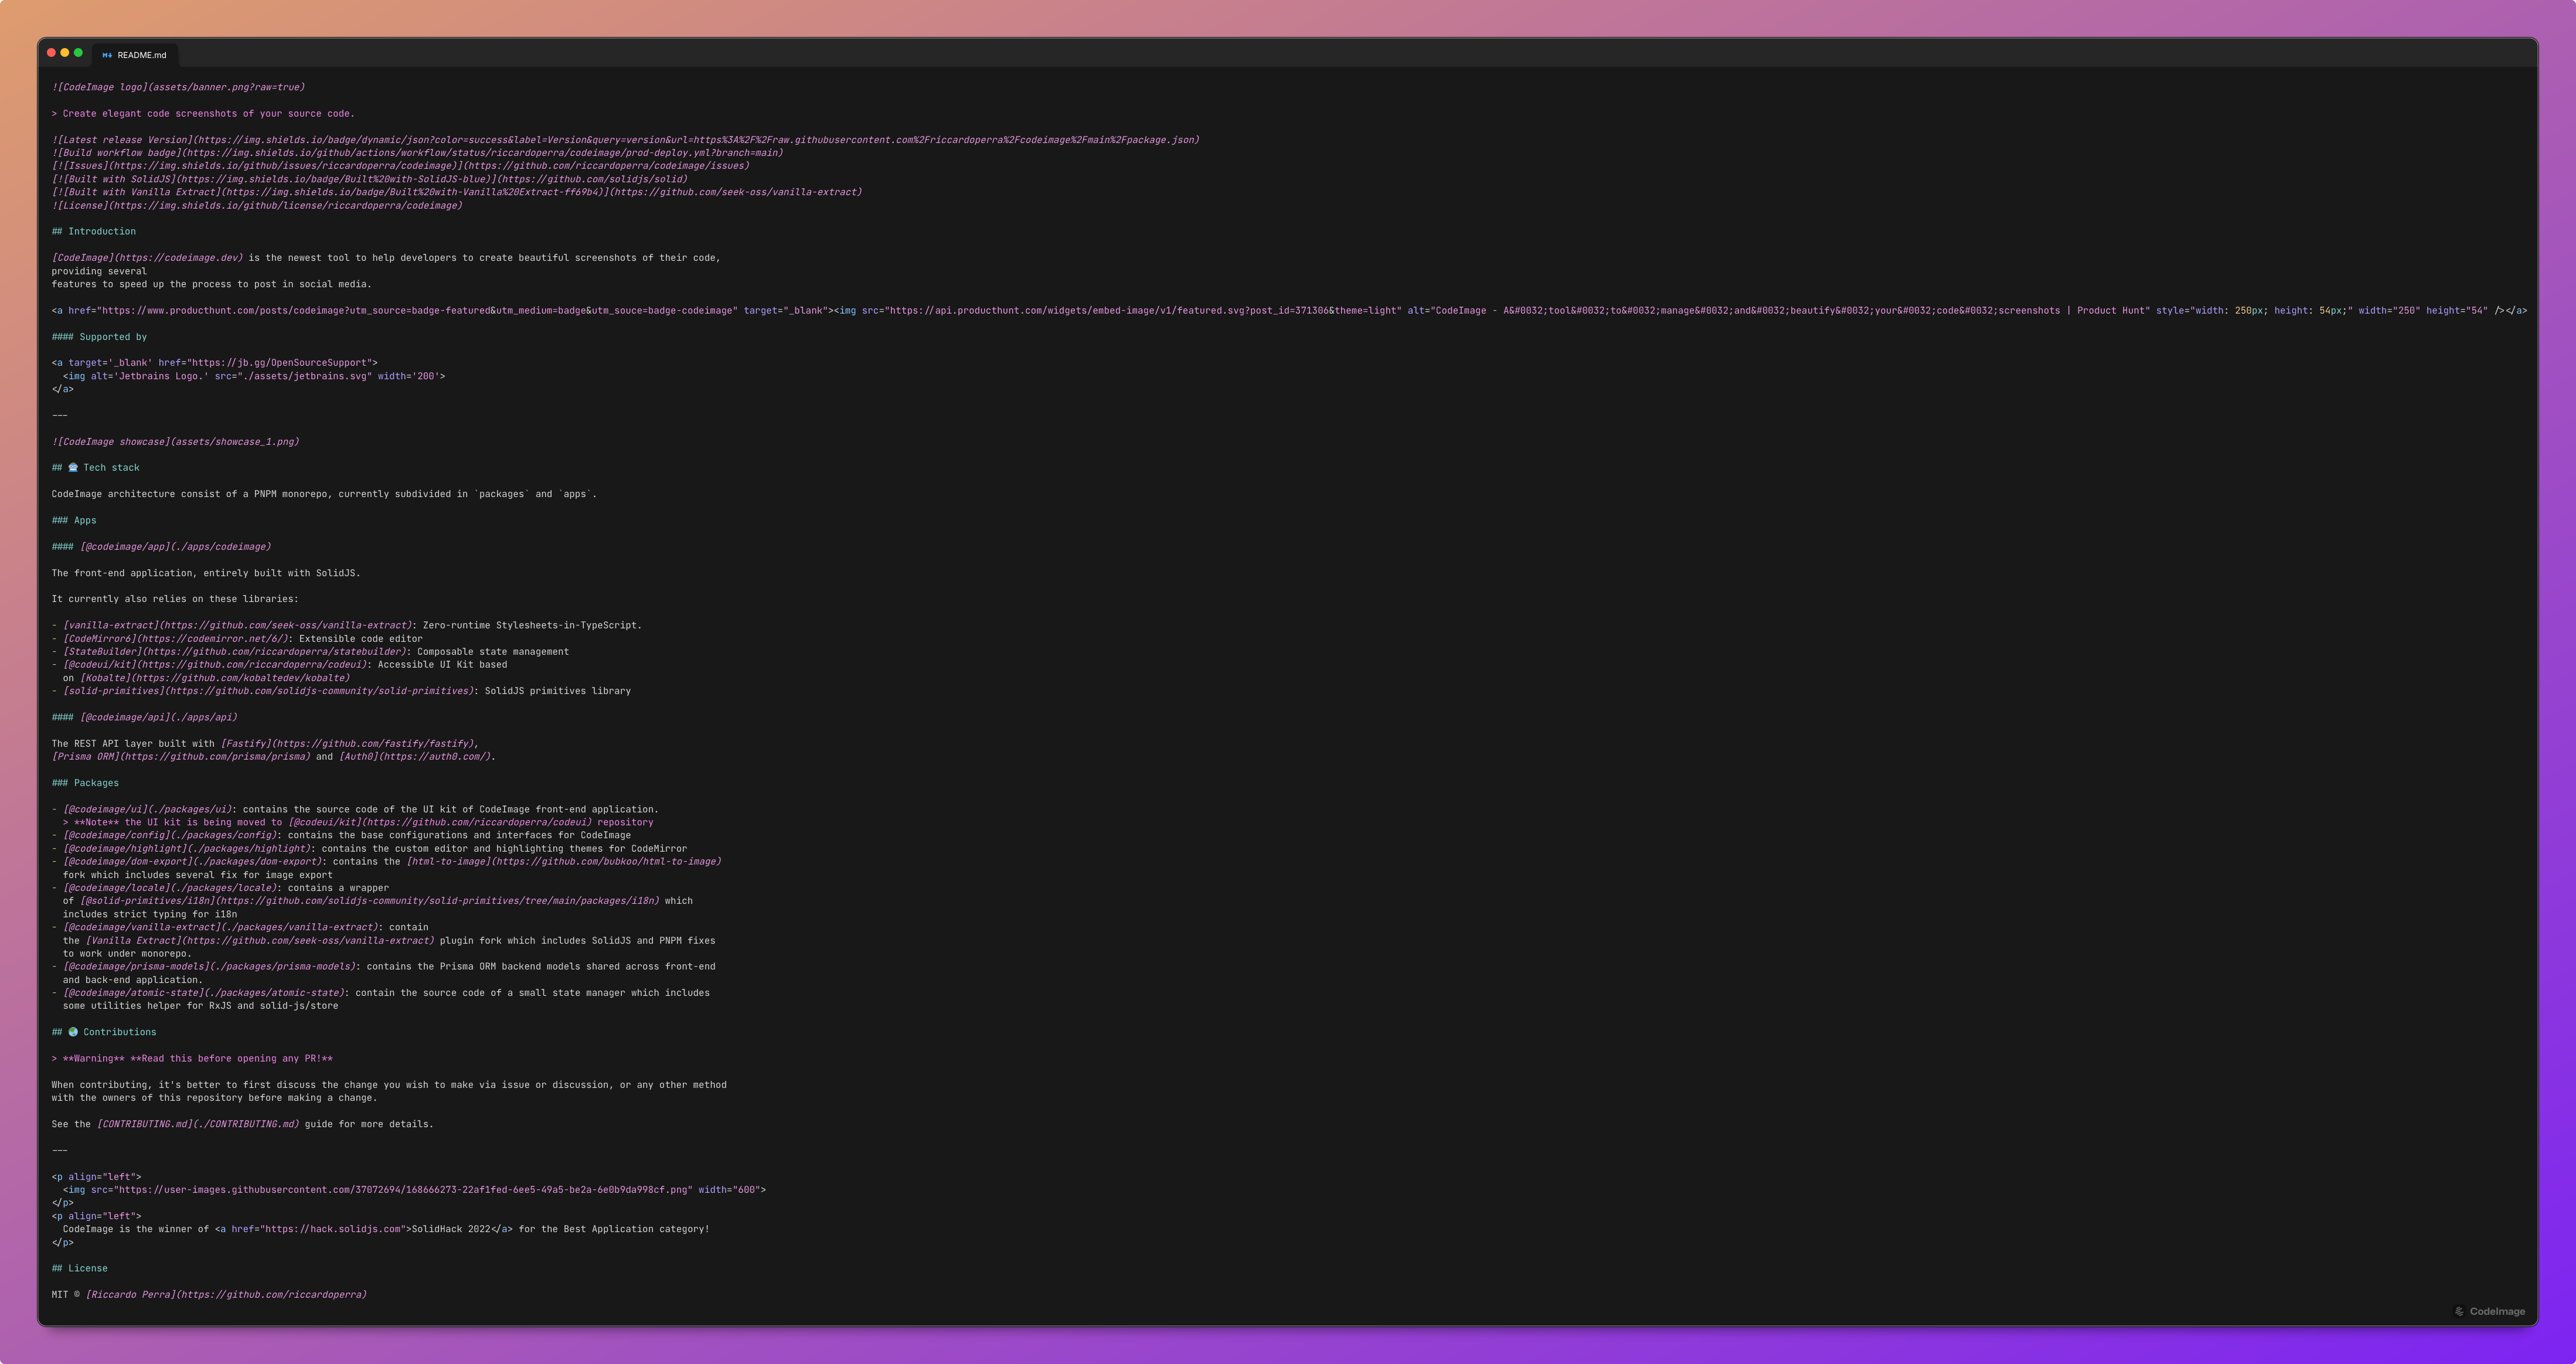 README.md
![CodeImage logo](assets/banner.png?raw=true)
> Create elegant code screenshots of your source code.
![Latest release Version](https://img.shields.io/badge/dynamic/json?color=success&label=Version&query=version&url=https%3A%2F%2Fraw.githubusercontent.com%2Friccardoperra%2Fcodeimage%2Fmain%2Fpackage.json)
![Build workflow badge](https://img.shields.io/github/actions/workflow/status/riccardoperra/codeimage/prod-deploy.yml?branch=main)
[![Issues](https://img.shields.io/github/issues/riccardoperra/codeimage)](https://github.com/riccardoperra/codeimage/issues)
[![Built with SolidJS](https://img.shields.io/badge/Built%20with-SolidJS-blue)](https://github.com/solidjs/solid)
[![Built with Vanilla Extract](https://img.shields.io/badge/Built%20with-Vanilla%20Extract-ff69b4)](https://github.com/seek-oss/vanilla-extract)
![License](https://img.shields.io/github/license/riccardoperra/codeimage)
## Introduction
[CodeImage](https://codeimage.dev) is the newest tool to help developers to create beautiful screenshots of their code,
providing several
features to speed up the process to post in social media.
<a href="https://www.producthunt.com/posts/codeimage?utm_source=badge-featured&utm_medium=badge&utm_souce=badge-codeimage" target="_blank"><img src="https://api.producthunt.com/widgets/embed-image/v1/featured.svg?post_id=371306&theme=light" alt="CodeImage - A&#0032;tool&#0032;to&#0032;manage&#0032;and&#0032;beautify&#0032;your&#0032;code&#0032;screenshots | Product Hunt" style="width: 250px; height: 54px;" width="250" height="54" /></a>
#### Supported by
<a target='_blank' href="https://jb.gg/OpenSourceSupport">
  <img alt='Jetbrains Logo.' src="./assets/jetbrains.svg" width='200'>
</a>
---
![CodeImage showcase](assets/showcase_1.png)
## 🤖 Tech stack
CodeImage architecture consist of a PNPM monorepo, currently subdivided in `packages` and `apps`.
### Apps
#### [@codeimage/app](./apps/codeimage)
The front-end application, entirely built with SolidJS.
It currently also relies on these libraries:
- [vanilla-extract](https://github.com/seek-oss/vanilla-extract): Zero-runtime Stylesheets-in-TypeScript.
- [CodeMirror6](https://codemirror.net/6/): Extensible code editor
- [StateBuilder](https://github.com/riccardoperra/statebuilder): Composable state management
- [@codeui/kit](https://github.com/riccardoperra/codeui): Accessible UI Kit based
  on [Kobalte](https://github.com/kobaltedev/kobalte)
- [solid-primitives](https://github.com/solidjs-community/solid-primitives): SolidJS primitives library
#### [@codeimage/api](./apps/api)
The REST API layer built with [Fastify](https://github.com/fastify/fastify),
[Prisma ORM](https://github.com/prisma/prisma) and [Auth0](https://auth0.com/).
### Packages
- [@codeimage/ui](./packages/ui): contains the source code of the UI kit of CodeImage front-end application.
  > **Note** the UI kit is being moved to [@codeui/kit](https://github.com/riccardoperra/codeui) repository
- [@codeimage/config](./packages/config): contains the base configurations and interfaces for CodeImage
- [@codeimage/highlight](./packages/highlight): contains the custom editor and highlighting themes for CodeMirror
- [@codeimage/dom-export](./packages/dom-export): contains the [html-to-image](https://github.com/bubkoo/html-to-image)
  fork which includes several fix for image export
- [@codeimage/locale](./packages/locale): contains a wrapper
  of [@solid-primitives/i18n](https://github.com/solidjs-community/solid-primitives/tree/main/packages/i18n) which
  includes strict typing for i18n
- [@codeimage/vanilla-extract](./packages/vanilla-extract): contain
  the [Vanilla Extract](https://github.com/seek-oss/vanilla-extract) plugin fork which includes SolidJS and PNPM fixes
  to work under monorepo.
- [@codeimage/prisma-models](./packages/prisma-models): contains the Prisma ORM backend models shared across front-end
  and back-end application.
- [@codeimage/atomic-state](./packages/atomic-state): contain the source code of a small state manager which includes
  some utilities helper for RxJS and solid-js/store
## 🌏 Contributions
> **Warning** **Read this before opening any PR!**
When contributing, it's better to first discuss the change you wish to make via issue or discussion, or any other method
with the owners of this repository before making a change.
See the [CONTRIBUTING.md](./CONTRIBUTING.md) guide for more details.
---
<p align="left">
  <img src="https://user-images.githubusercontent.com/37072694/168666273-22af1fed-6ee5-49a5-be2a-6e0b9da998cf.png" width="600">
</p>
<p align="left">
  CodeImage is the winner of <a href="https://hack.solidjs.com">SolidHack 2022</a> for the Best Application category!
</p>
## License
MIT © [Riccardo Perra](https://github.com/riccardoperra)
CodeImage